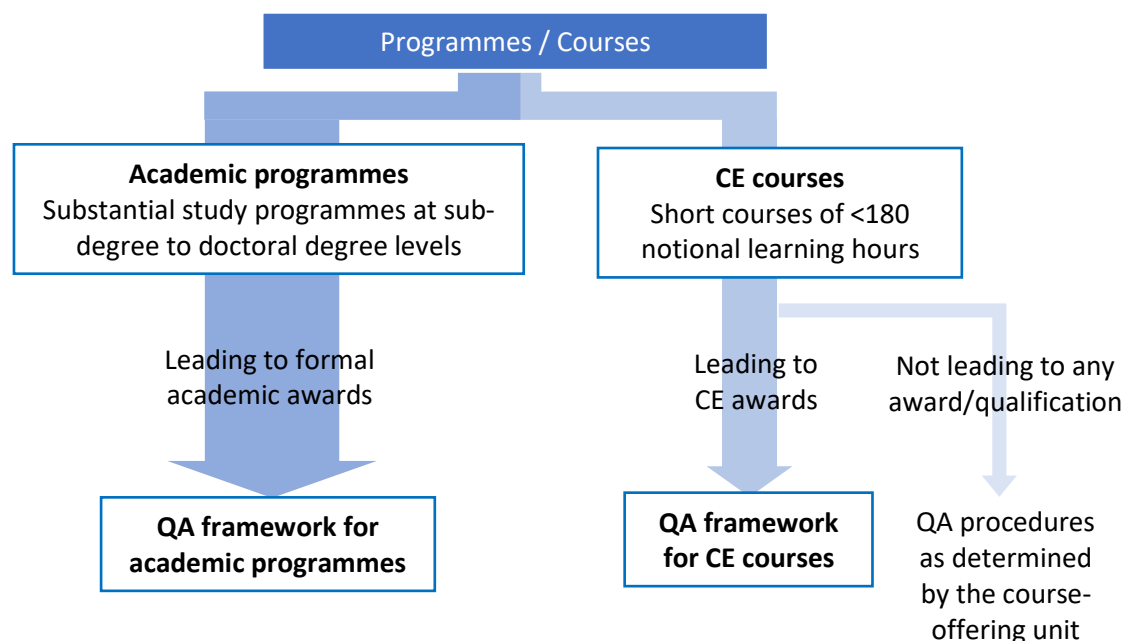 Programmes / Courses
Academic programmes
Substantial study programmes at sub-
degree to doctoral degree levels
CE courses
Short courses of <180
notional learning hours
Leading to formal
academic awards
Leading to
CE awards
Not leading to any
award/qualification
QA framework for
academic programmes
QA framework
for CE courses
QA procedures
as determined
by the course-
offering unit